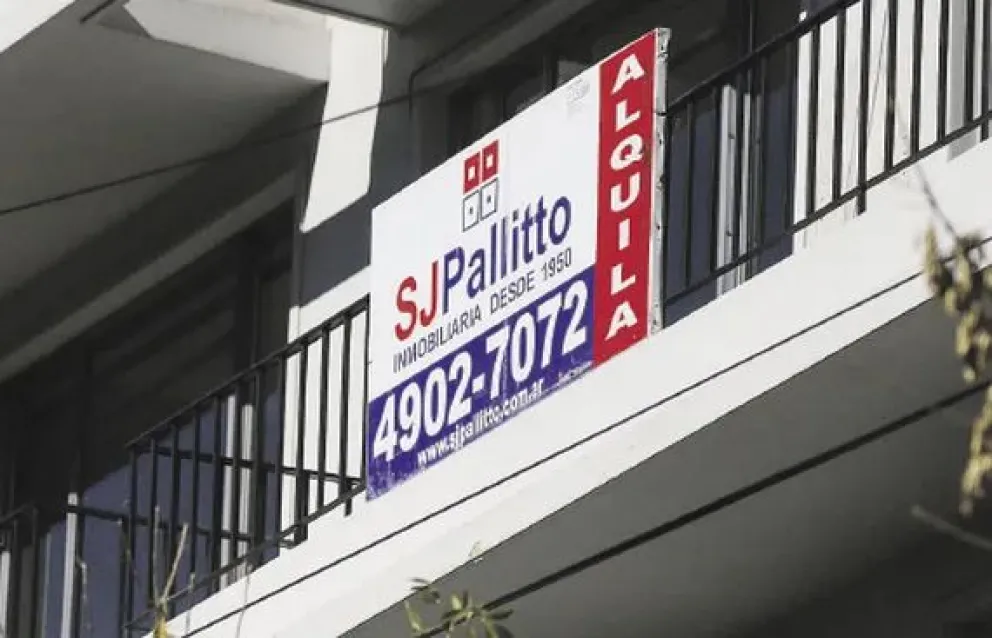 SJPallitto
INMOBILIARIA DESDE 1950
4902-7072
www.sjpallitto.com.ar
ALQUILA